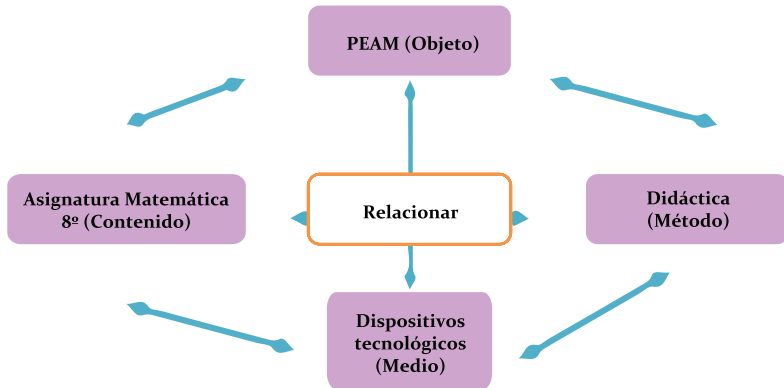 PEAM (Objeto)
Asignatura Matemática
8º (Contenido)
Relacionar
Didáctica
(Método)
Dispositivos
tecnológicos
(Medio)